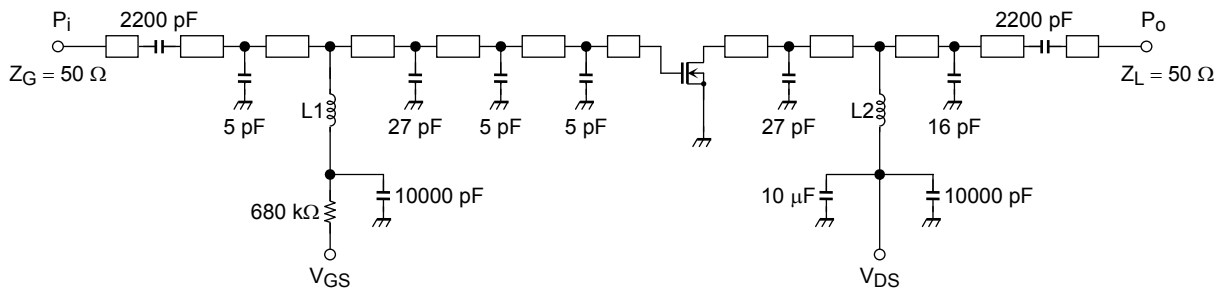 Pi
2200 pF
2200 pF
Po
ZG = 50 Ω
ZL = 50 Ω
5 pF
L1
27 pF
5 pF
5 pF
27 pF
L2
16 pF
10000 pF
680 kΩ
10 μF
10000 pF
VGS
VDS